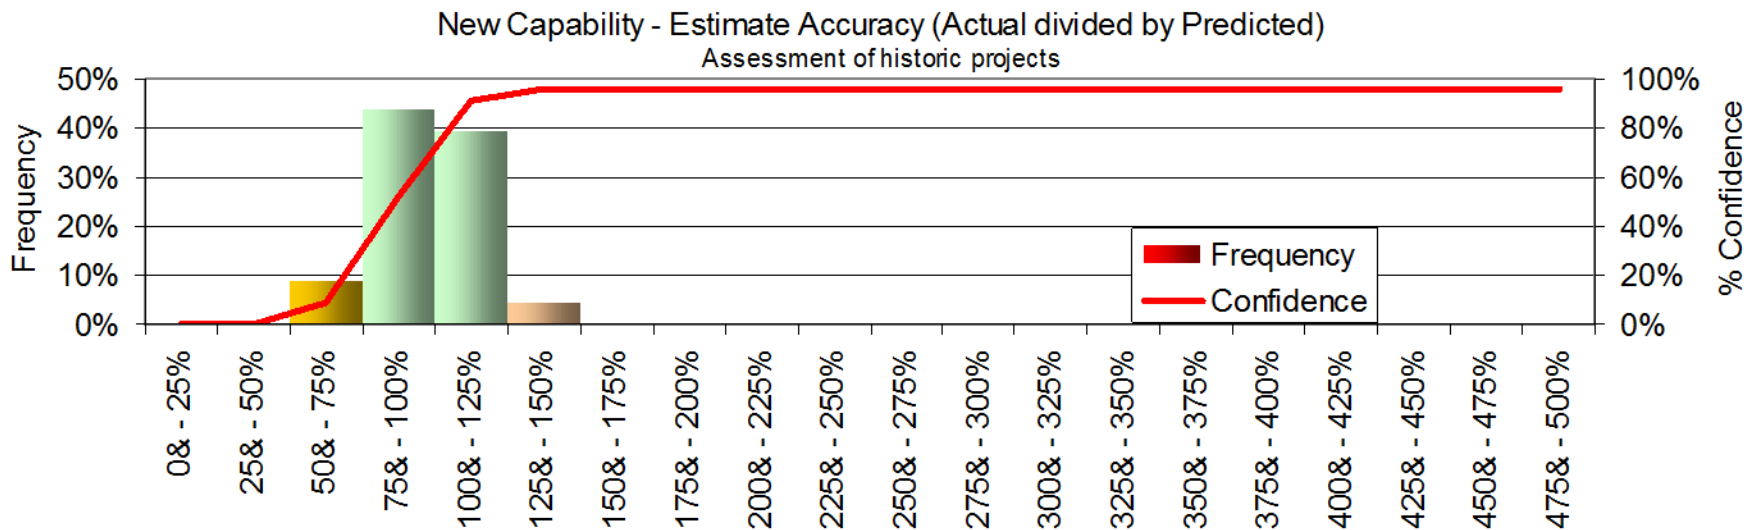 New Capability - Estimate Accuracy (Actual divided by Predicted)
Assessment of historic projects
Frequency
50%
40%
30%
20%
10%
0%
100%
80%
60%
40%
20%
0%
% Confidence
Frequency
Confidence
0& - 25%
25& - 50%
50& - 75%
75& - 100%
100& - 125%
125& - 150%
150& - 175%
175& - 200%
200& - 225%
225& - 250%
250& - 275%
275& - 300%
300& - 325%
325& - 350%
350& - 375%
375& - 400%
400& - 425%
425& - 450%
450& - 475%
475& - 500%